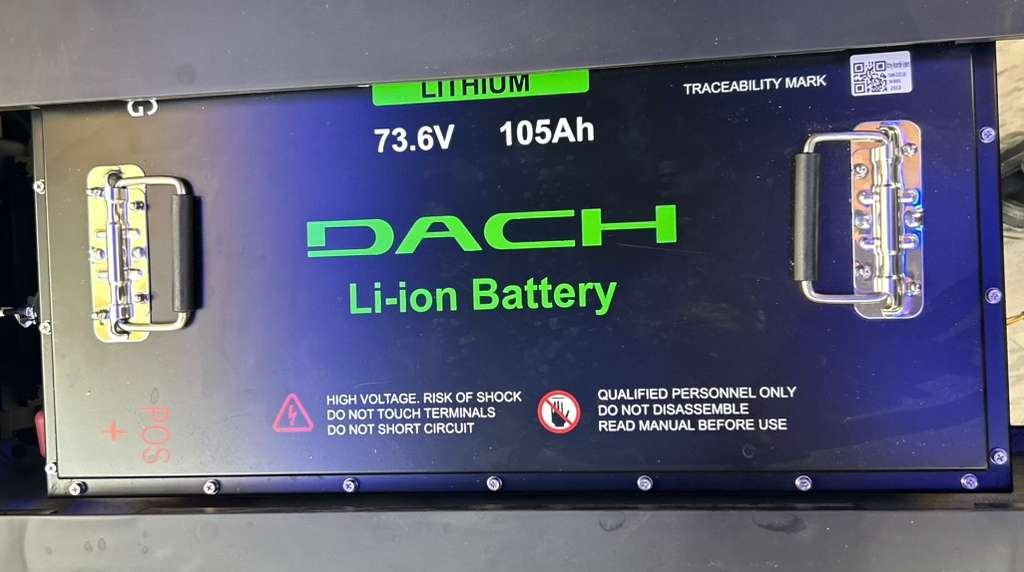 LITHIUM
TRACEABILITY MARK
73.6V 105Ah
G
DACH
Li-ion Battery
HIGH VOLTAGE. RISK OF SHOCK
DO NOT TOUCH TERMINALS
DO NOT SHORT CIRCUIT
QUALIFIED PERSONNEL ONLY
DO NOT DISASSEMBLE
READ MANUAL BEFORE USE
POS
+